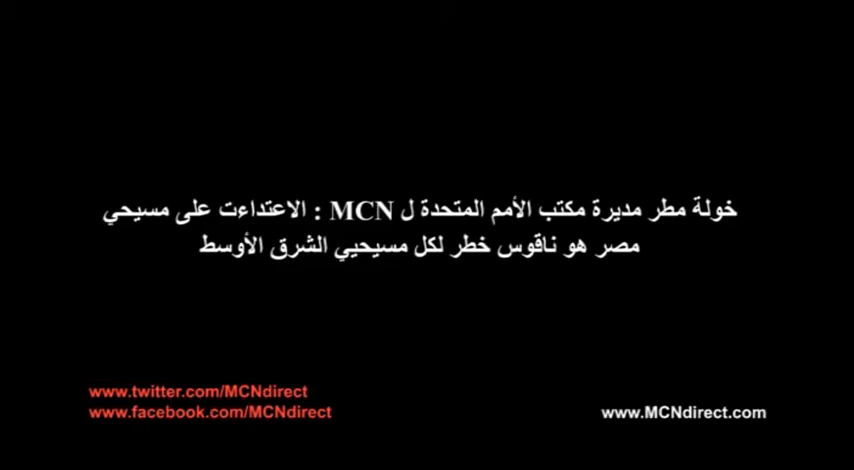 خولة مطر مديرة مكتب الأمم المتحدة ل MCN : الاعتداءت على مسيحي
مصر هو ناقوس خطر لكل مسيحيي الشرق الأوسط
www.twitter.com/MCNdirect
www.facebook.com/MCNdirect
www.MCNdirect.com